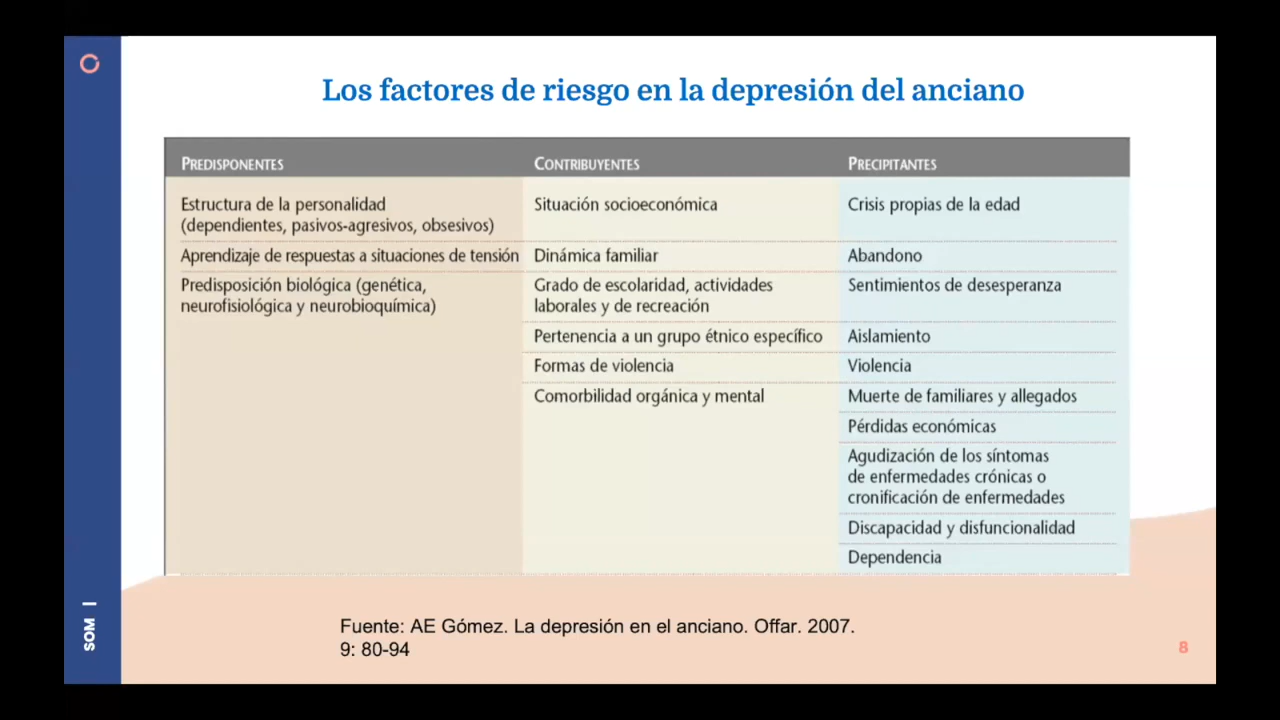 Los factores de riesgo en la depresión del anciano
PREDISPONENTES
CONTRIBUYENTES
PRECIPITANTES
Estructura de la personalidad
(dependientes, pasivos-agresivos, obsesivos)
Situación socioeconómica
Crisis propias de la edad
Aprendizaje de respuestas a situaciones de tensión
Dinámica familiar
Abandono
Predisposición biológica (genética,
neurofisiológica y neurobioquímica)
Grado de escolaridad, actividades
laborales y de recreación
Sentimientos de desesperanza
Pertenencia a un grupo étnico específico
Aislamiento
Formas de violencia
Violencia
Comorbilidad orgánica y mental
Muerte de familiares y allegados
Pérdidas económicas
Agudización de los síntomas
de enfermedades crónicas o
cronificación de enfermedades
Discapacidad y disfuncionalidad
Dependencia
Fuente: AE Gómez. La depresión en el anciano. Offar. 2007.
9: 80-94
SOM |
8